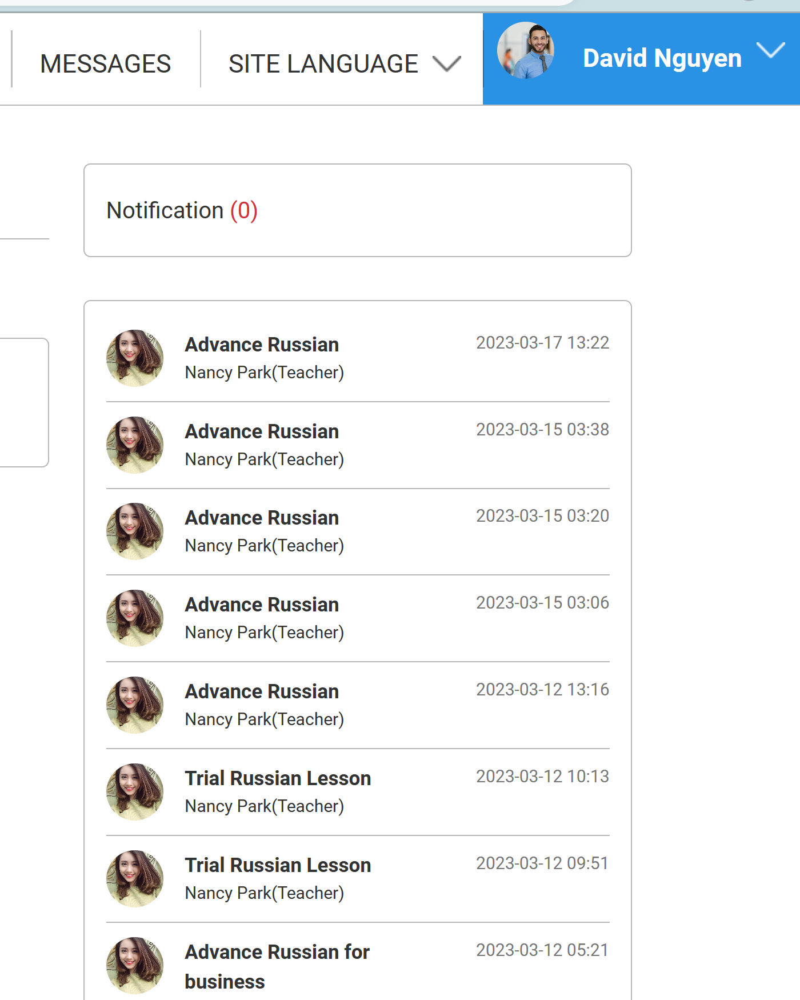 MESSAGES
SITE LANGUAGE
David Nguyen
Notification (0)
Advance Russian
2023-03-17 13:22
Nancy Park(Teacher)
Advance Russian
2023-03-15 03:38
Nancy Park(Teacher)
Advance Russian
2023-03-15 03:20
Nancy Park(Teacher)
Advance Russian
2023-03-15 03:06
Nancy Park(Teacher)
Advance Russian
2023-03-12 13:16
Nancy Park(Teacher)
Trial Russian Lesson
2023-03-12 10:13
Nancy Park(Teacher)
Trial Russian Lesson
2023-03-12 09:51
Nancy Park(Teacher)
Advance Russian for
2023-03-12 05:21
business